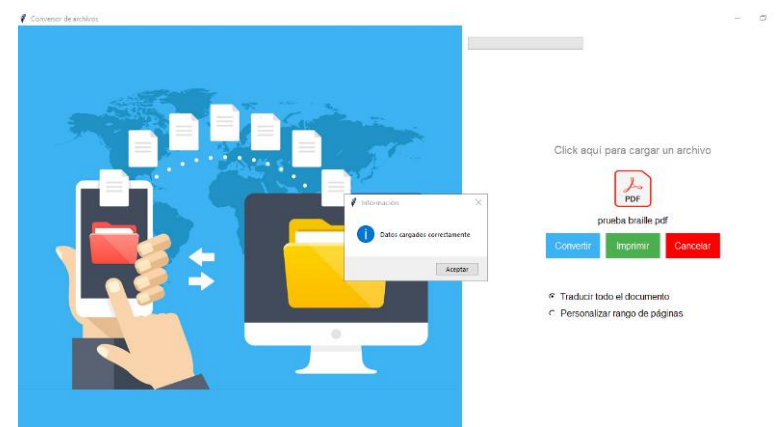 Conversor de archivos
Click aquí para cargar un archivo
PDF
prueba braille.pdf
Convertir
Imprimir
Cancelar
Información
Datos cargados correctamente
Aceptar
Traducir todo el documento
Personalizar rango de páginas